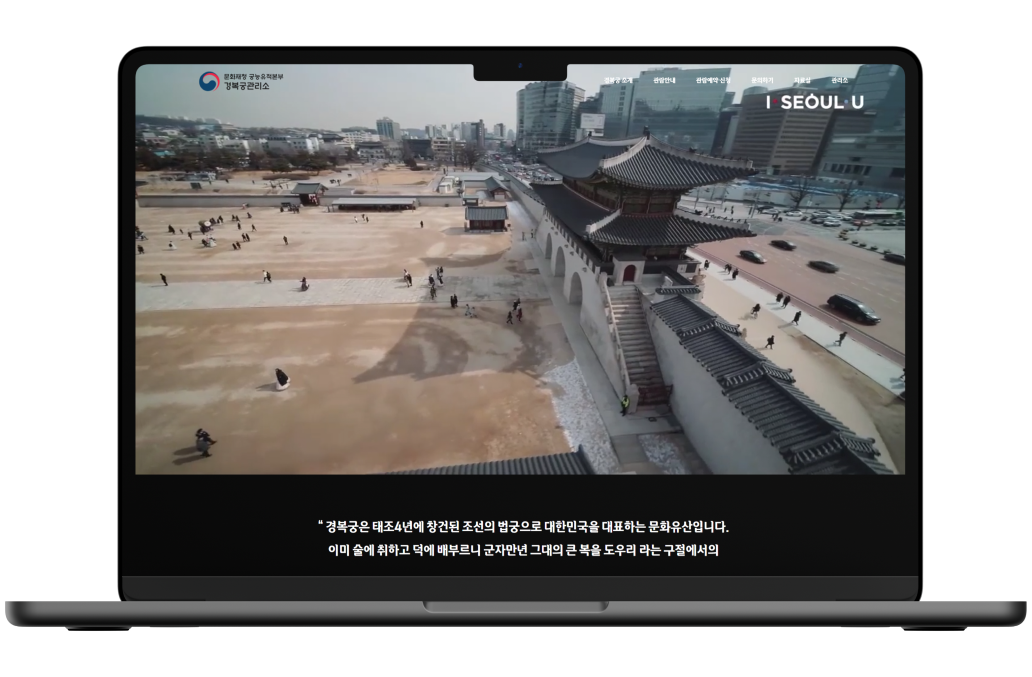 문화재청 궁능유적본부
경복궁관리소
경복궁 소개 관람안내 관람예약·신청 문의하기 자료실 관리소
I·SEOUL·U
“ 경복궁은 태조4년에 창건된 조선의 법궁으로 대한민국을 대표하는 문화유산입니다.
이미 술에 취하고 덕에 배부르니 군자만년 그대의 큰 복을 도우리 라는 구절에서의